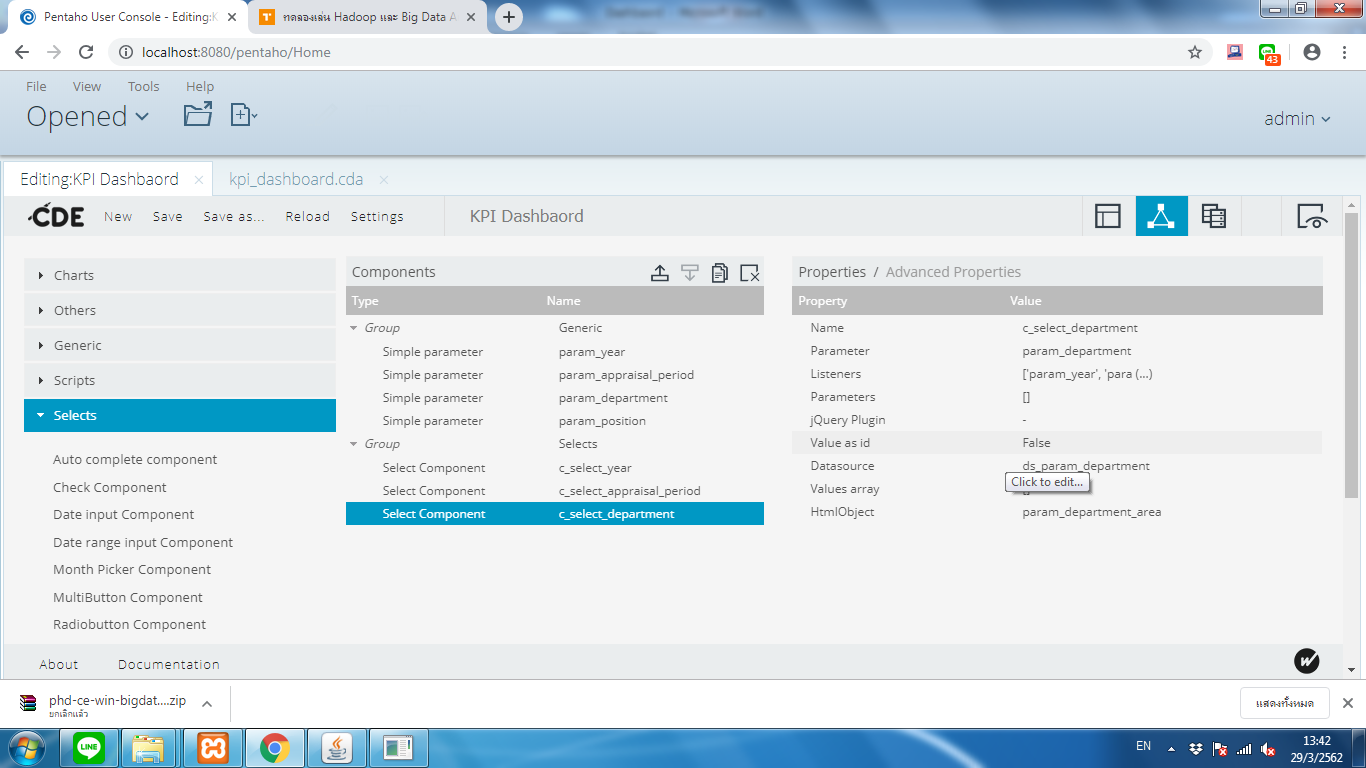 Pentaho User Console - Editing:K
ทดลองเล่น Hadoop และ Big Data A
localhost:8080/pentaho/Home
43
File View Tools Help
Opened
admin
Editing:KPI Dashbaord
kpi_dashboard.cda
CDE New Save Save as... Reload Settings
KPI Dashbaord
Charts
Others
Generic
Scripts
Selects
Auto complete component
Check Component
Date input Component
Date range input Component
Month Picker Component
MultiButton Component
Radiobutton Component
Components
Type Name
Group Generic
Simple parameter param_year
Simple parameter param_appraisal_period
Simple parameter param_department
Simple parameter param_position
Group Selects
Select Component c_select_year
Select Component c_select_appraisal_period
Select Component c_select_department
Properties / Advanced Properties
Property Value
Name c_select_department
Parameter param_department
Listeners ['param_year', 'para (...)
Parameters []
jQuery Plugin -
Value as id False
Datasource ds_param_department
Click to edit...
Values array
HtmlObject param_department_area
About Documentation
phd-ce-win-bigdat....zip
ยกเลิกแล้ว
แสดงทั้งหมด
LINE
EN
13:42
29/3/2562